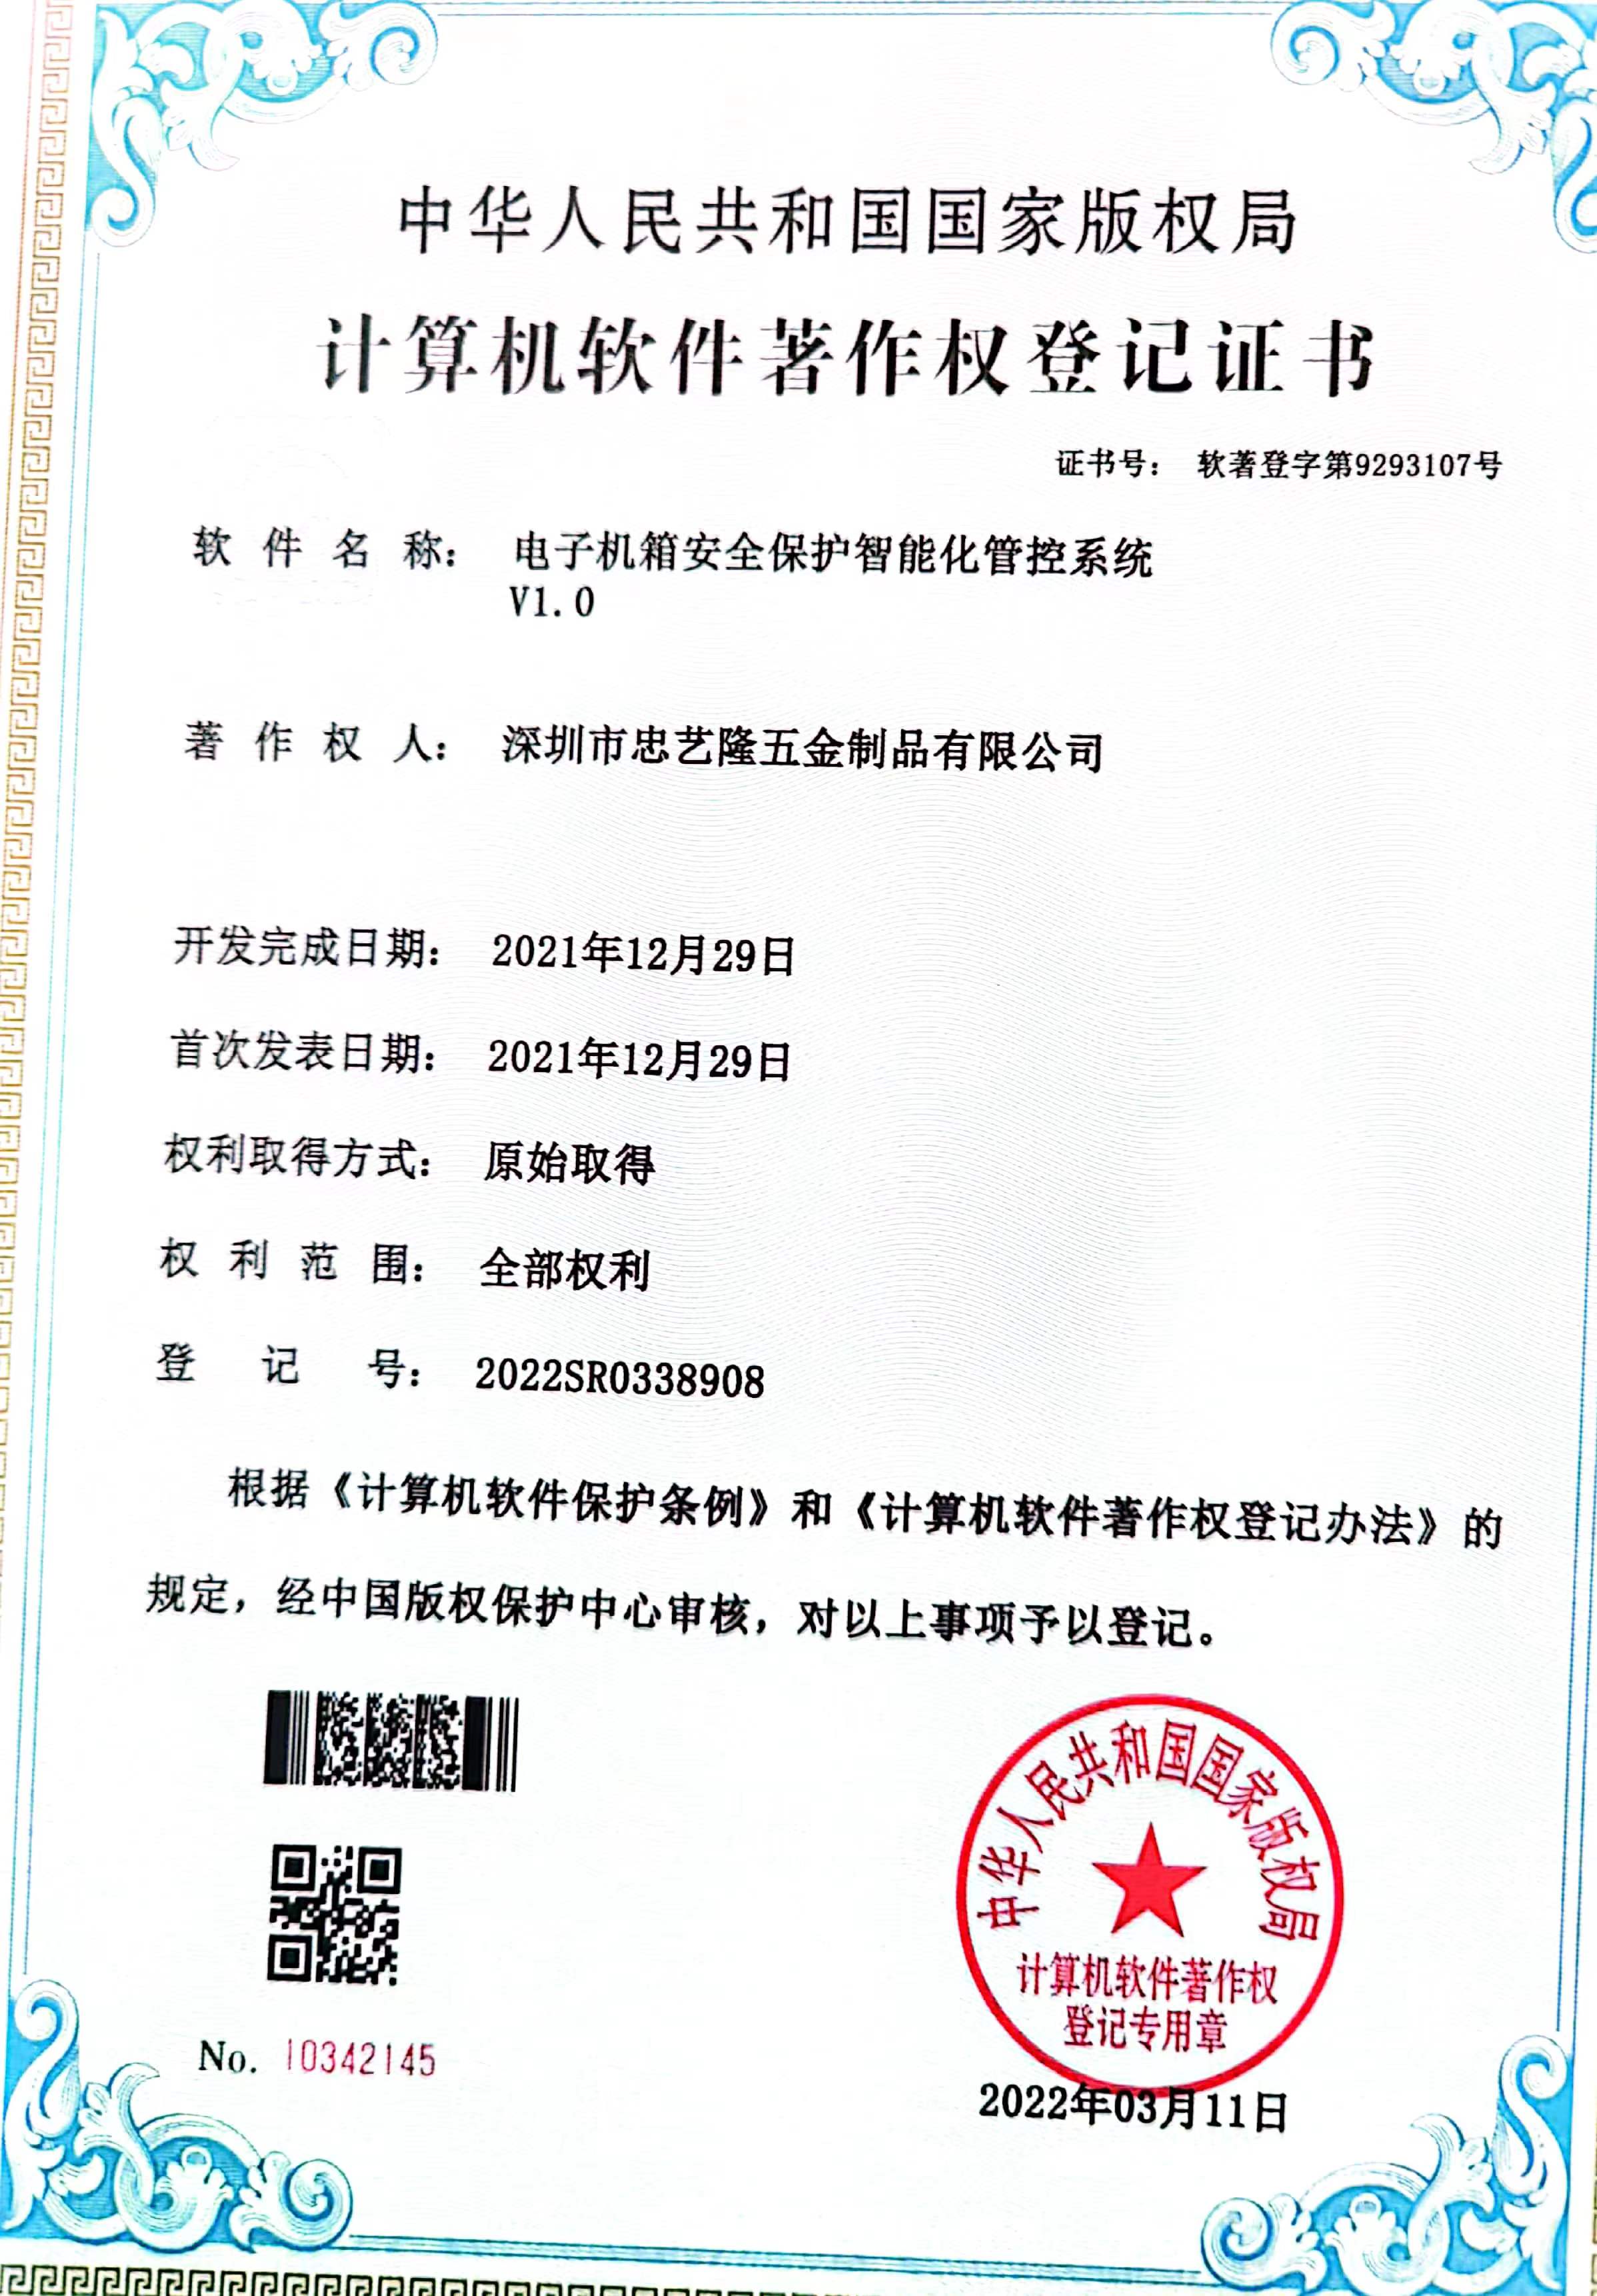 中华人民共和国国家版权局
计算机软件著作权登记证书
证书号： 软著登字第9293107号
软件名称： 电子机箱安全保护智能化管控系统
V1.0
著作权人： 深圳市忠艺隆五金制品有限公司
开发完成日期： 2021年12月29日
首次发表日期： 2021年12月29日
权利取得方式： 原始取得
权利范围： 全部权利
登记号： 2022SR0338908
根据《计算机软件保护条例》和《计算机软件著作权登记办法》的
规定，经中国版权保护中心审核，对以上事项予以登记。
中华人民共和国国家版权局
计算机软件著作权
登记专用章
No. 10342145
2022年03月11日